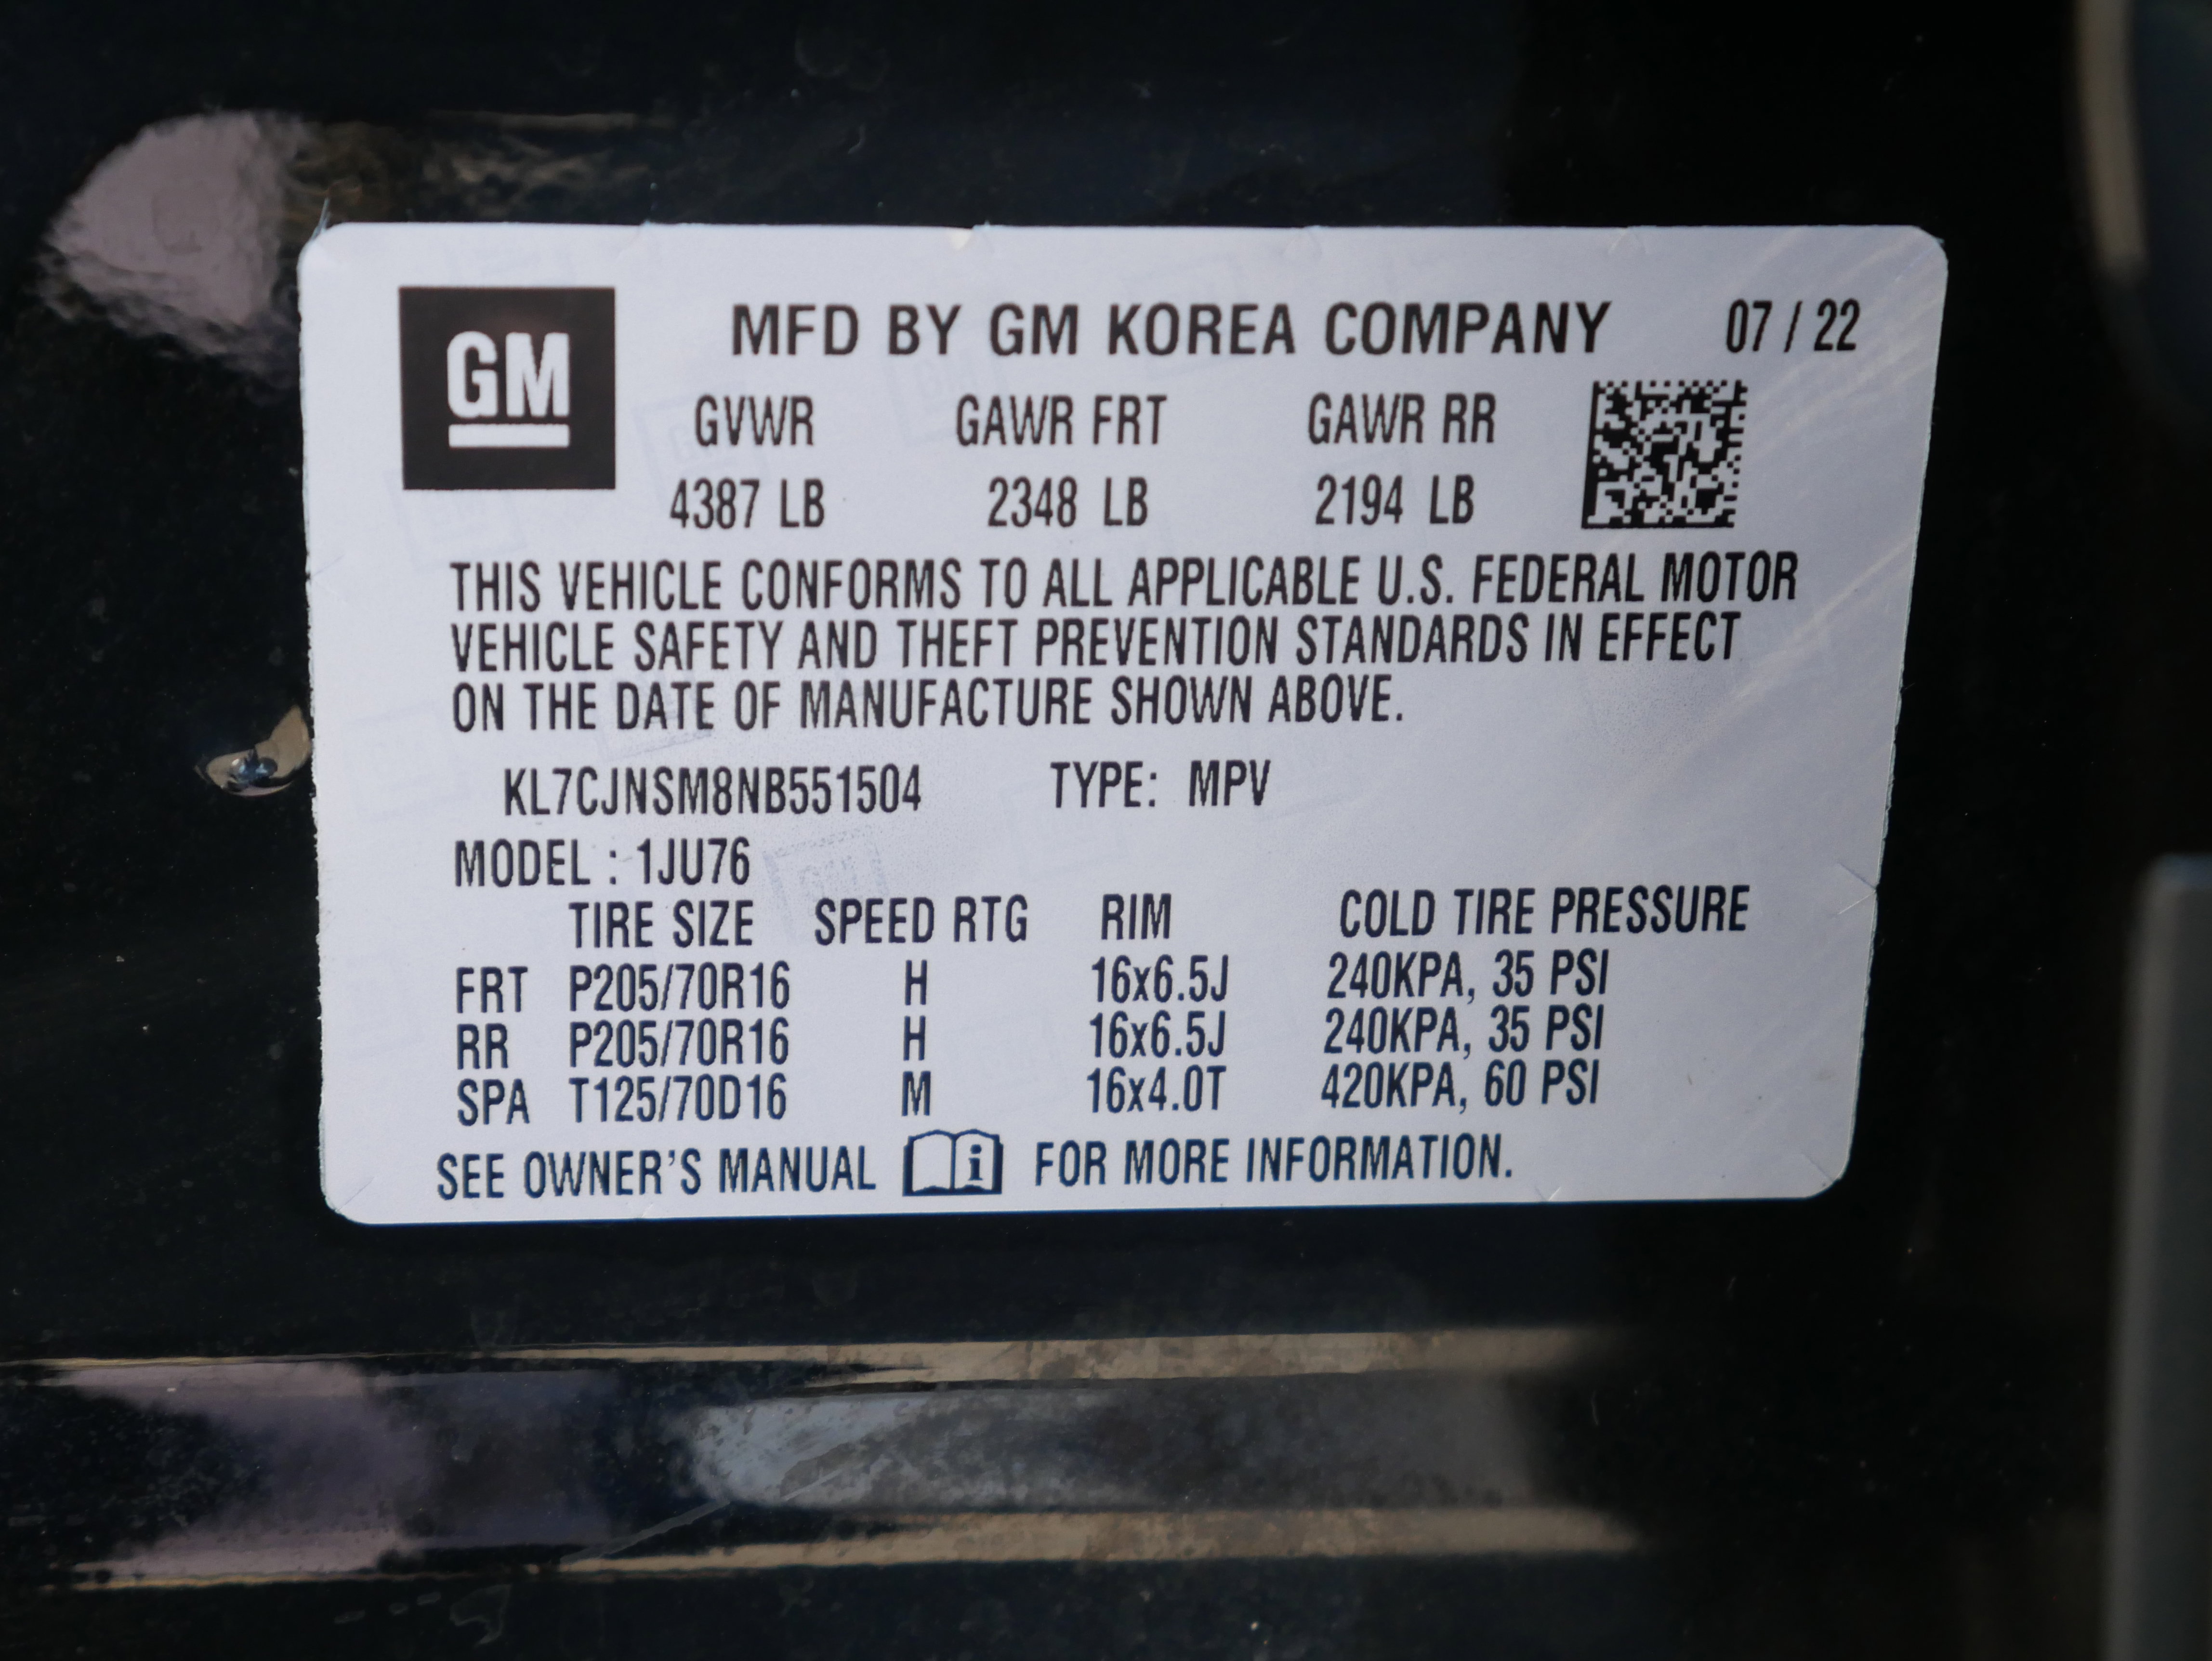 GM
MFD BY GM KOREA COMPANY 07 / 22
GVWR GAWR FRT GAWR RR
4387 LB 2348 LB 2194 LB
THIS VEHICLE CONFORMS TO ALL APPLICABLE U.S. FEDERAL MOTOR
VEHICLE SAFETY AND THEFT PREVENTION STANDARDS IN EFFECT
ON THE DATE OF MANUFACTURE SHOWN ABOVE.
KL7CJNSM8NB551504 TYPE: MPV
MODEL : 1JU76
TIRE SIZE SPEED RTG RIM COLD TIRE PRESSURE
FRT P205/70R16 H 16x6.5J 240KPA, 35 PSI
RR P205/70R16 H 16x6.5J 240KPA, 35 PSI
SPA T125/70D16 M 16x4.0T 420KPA, 60 PSI
SEE OWNER'S MANUAL i FOR MORE INFORMATION.